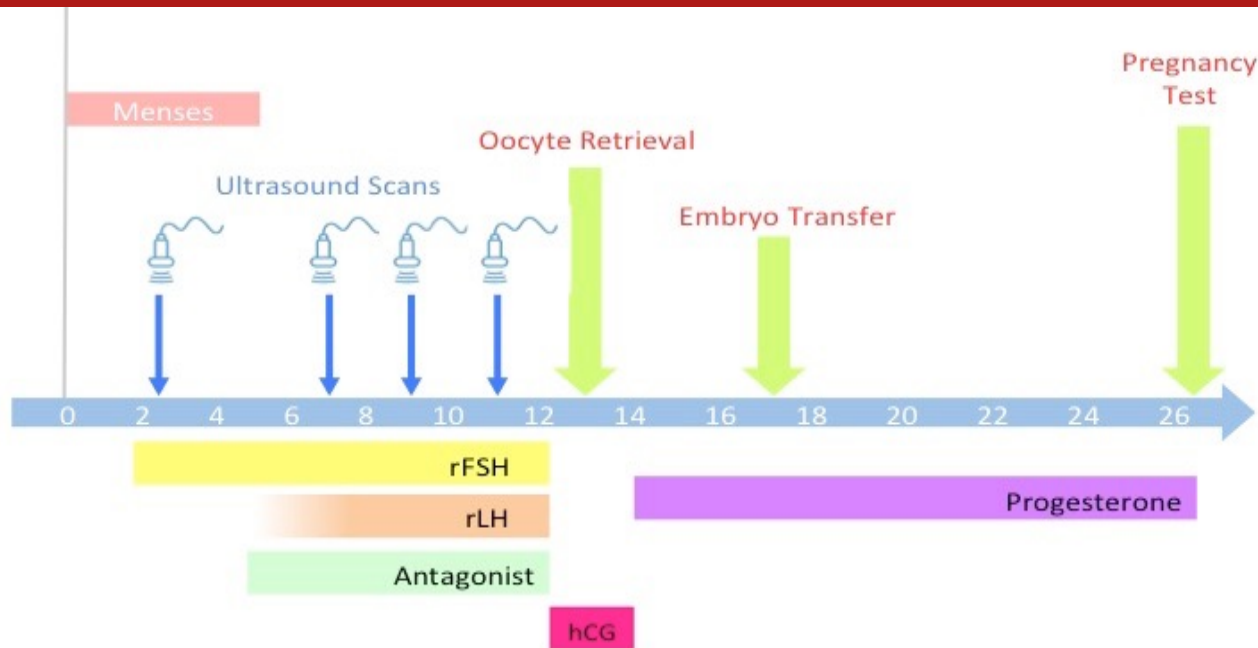 Pregnancy
Test
Menses
Oocyte Retrieval
Ultrasound Scans
Embryo Transfer
0 2 4 6 8 10 12 14 16 18 20 22 24 26
rFSH
Progesterone
rLH
Antagonist
hCG